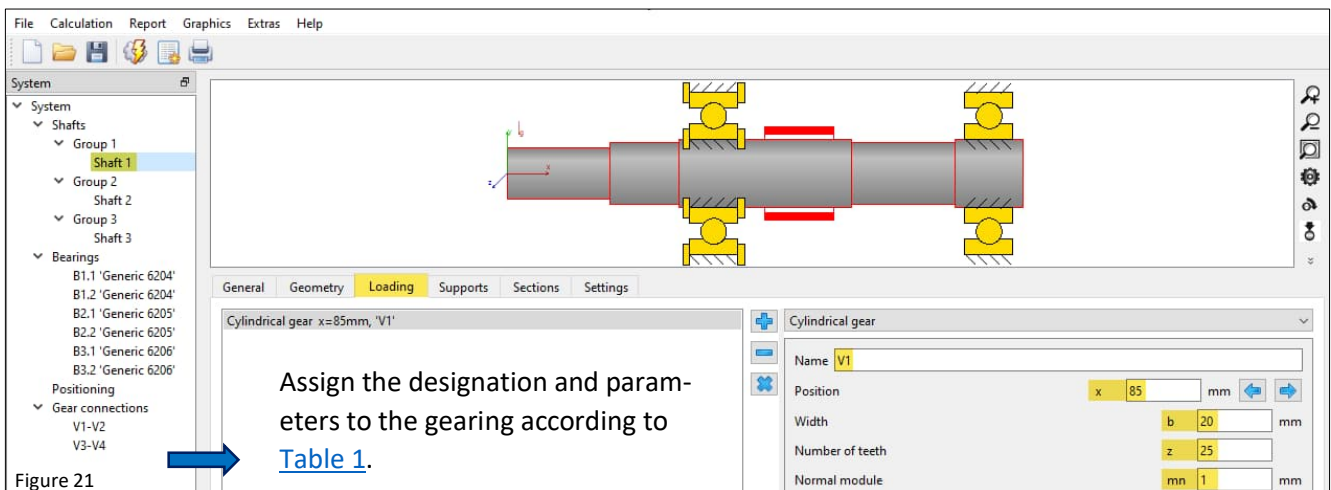 File Calculation Report Graphics Extras Help
System
System
Shafts
Group 1
Shaft 1
Group 2
Shaft 2
Group 3
Shaft 3
Bearings
B1.1 'Generic 6204'
B1.2 'Generic 6204'
B2.1 'Generic 6205'
B2.2 'Generic 6205'
B3.1 'Generic 6206'
B3.2 'Generic 6206'
Positioning
Gear connections
V1-V2
V3-V4
Figure 21
y g
x
z
General Geometry Loading Supports Sections Settings
Cylindrical gear x=85mm, 'V1'
Assign the designation and param-
eters to the gearing according to
Table 1.
Cylindrical gear
Name V1
Position x 85 mm
Width b 20 mm
Number of teeth z 25
Normal module mn 1 mm